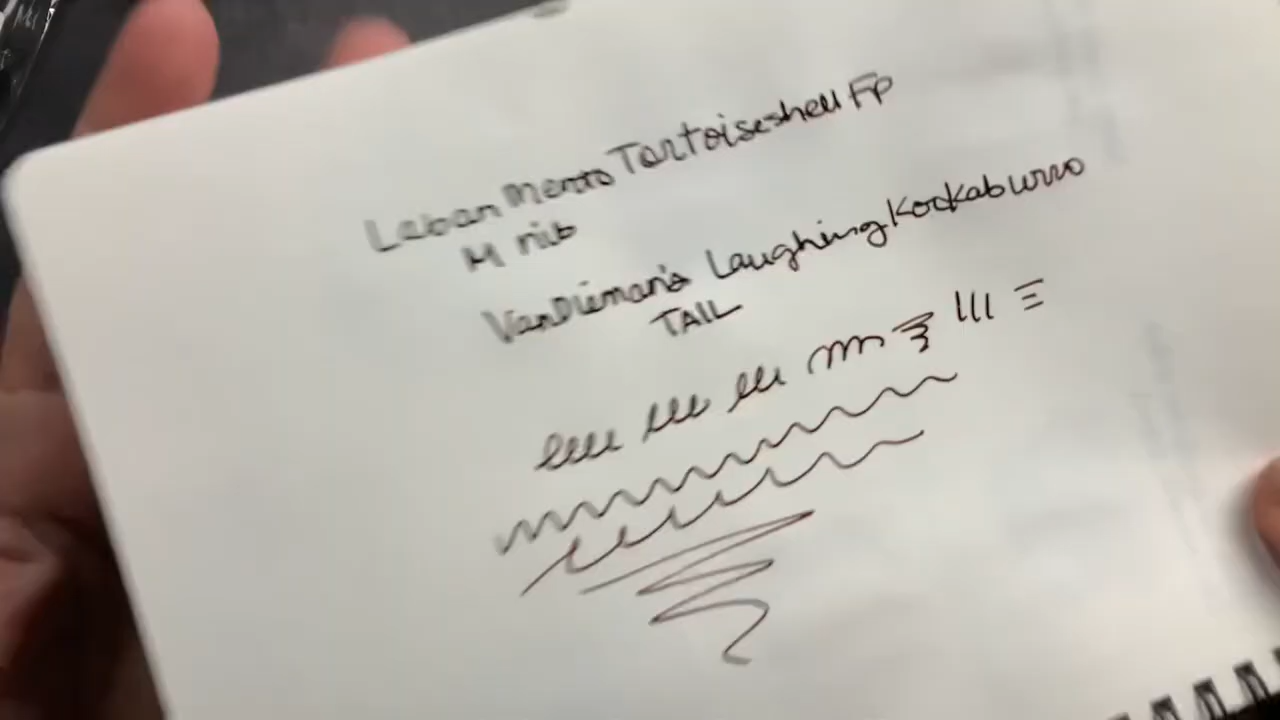 Laban Mento Tortoiseshell FP
M nib
VanDieman's Laughing Kookaburra
TAIL